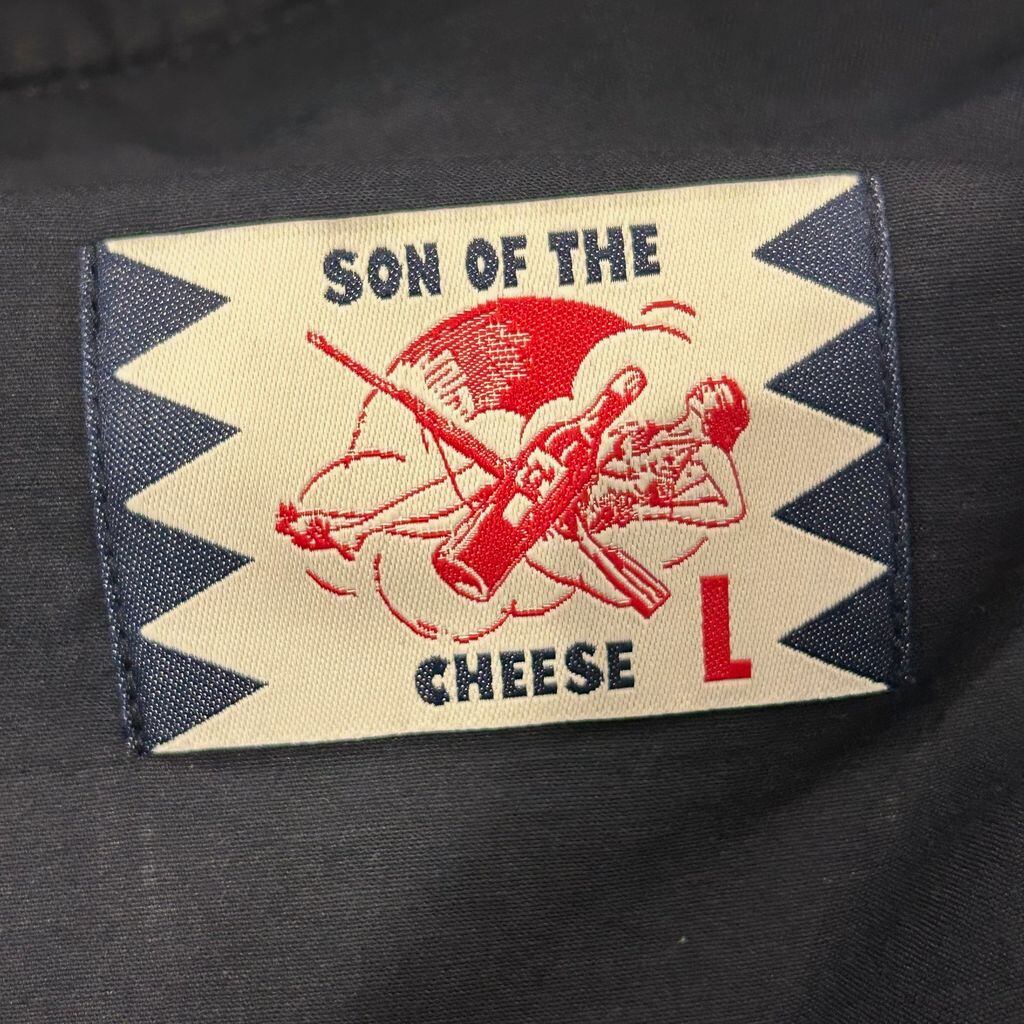 SON OF THE
CHEESE
L